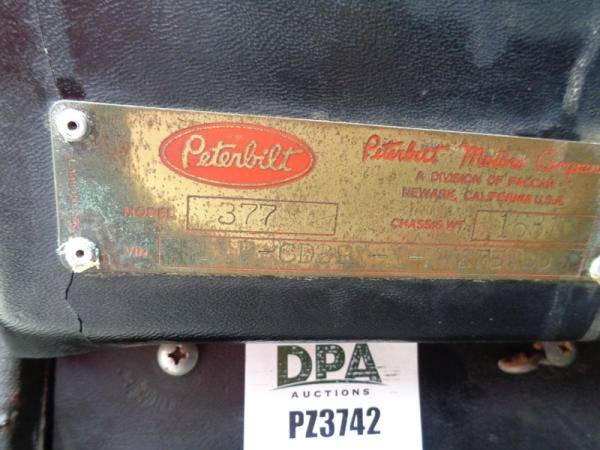 Peterbilt
Peterbilt Motors Company
A DIVISION OF PACCAR
NEWARK, CALIFORNIA U.S.A.
MODEL 377
CHASSIS WT.
VIN
DPA
AUCTIONS
PZ3742